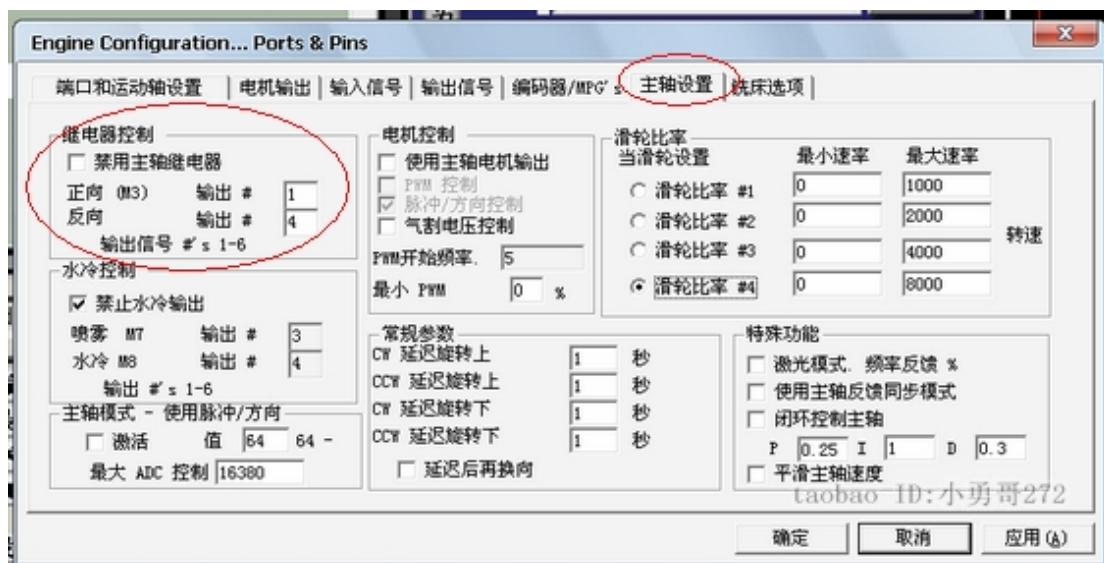 Engine Configuration... Ports & Pins
端口和运动轴设置 电机输出 输入信号 输出信号 编码器/MPG's 主轴设置 铣床选项
继电器控制
禁用主轴继电器
正向 (M3) 输出 # 1
反向 输出 # 4
输出信号 #'s 1-6
水冷控制
禁止水冷输出
喷雾 M7 输出 # 3
水冷 M8 输出 # 4
输出 #'s 1-6
主轴模式 - 使用脉冲/方向
激活 值 64 64 -
最大 ADC 控制 16380
电机控制
使用主轴电机输出
PWM 控制
脉冲/方向控制
气割电压控制
PWM开始频率. 5
最小 PWM 0 %
常规参数
CW 延迟旋转上 1 秒
CCW 延迟旋转上 1 秒
CW 延迟旋转下 1 秒
CCW 延迟旋转下 1 秒
延迟后再换向
滑轮比率
当滑轮设置 最小速率 最大速率
滑轮比率 #1 0 1000
滑轮比率 #2 0 2000
滑轮比率 #3 0 4000
滑轮比率 #4 0 8000
转速
特殊功能
激光模式. 频率反馈 %
使用主轴反馈同步模式
闭环控制主轴
P 0.25 I 1 D 0.3
平滑主轴速度
taobao ID:小勇哥272
确定 取消 应用(A)